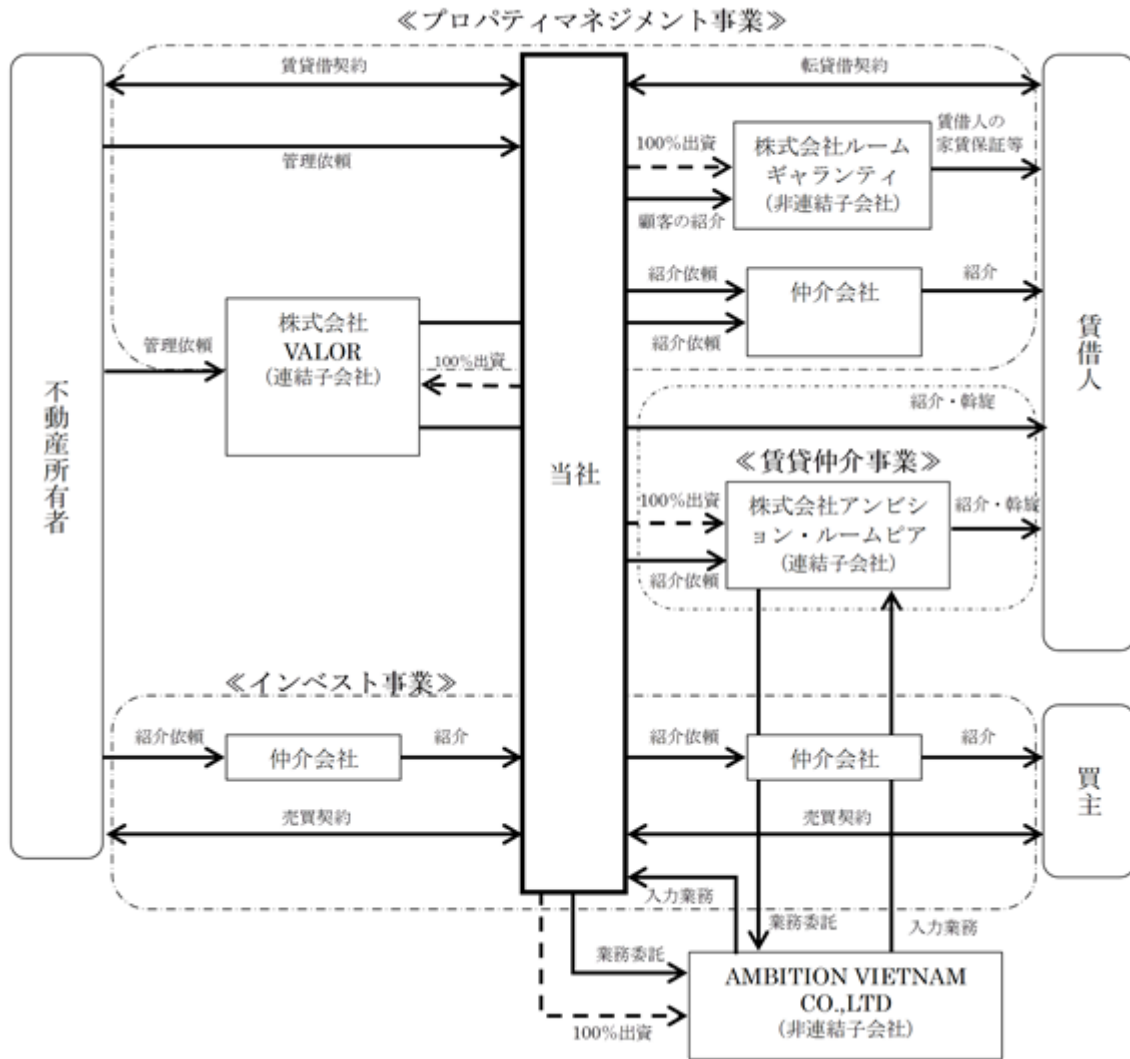 ≪プロパティマネジメント事業≫
賃貸借契約
転貸借契約
管理依頼
100%出資
顧客の紹介
株式会社ルーム
ギャランティ
(非連結子会社)
賃借人の
家賃保証等
紹介依頼
紹介依頼
仲介会社
紹介
管理依頼
株式会社
VALOR
(連結子会社)
100%出資
不動産所有者
当社
賃借人
紹介・斡旋
≪賃貸仲介事業≫
100%出資
紹介依頼
株式会社アンビシ
ョン・ルームピア
(連結子会社)
紹介・斡旋
≪インベスト事業≫
紹介依頼
仲介会社
紹介
紹介依頼
仲介会社
紹介
売買契約
売買契約
買主
入力業務
業務委託
入力業務
業務委託
100%出資
AMBITION VIETNAM
CO.,LTD
(非連結子会社)